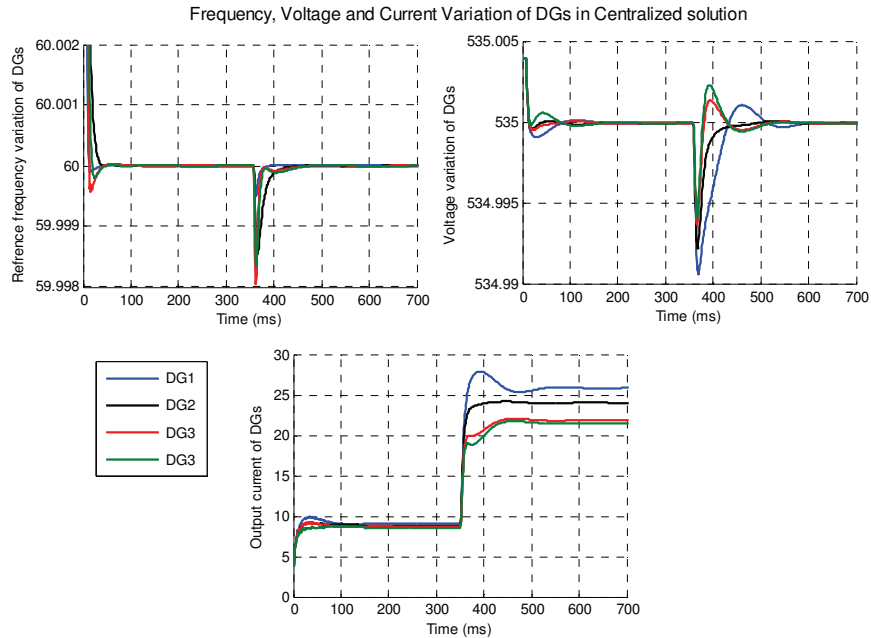 Frequency, Voltage and Current Variation of DGs in Centralized solution
Refrence frequency variation of DGs
60.002
60.001
60
59.999
59.998
0 100 200 300 400 500 600 700
Time (ms)
Voltage variation of DGs
535.005
535
534.995
534.99
0 100 200 300 400 500 600 700
Time (ms)
DG1
DG2
DG3
DG3
Output current of DGs
30
25
20
15
10
5
0
0 100 200 300 400 500 600 700
Time (ms)